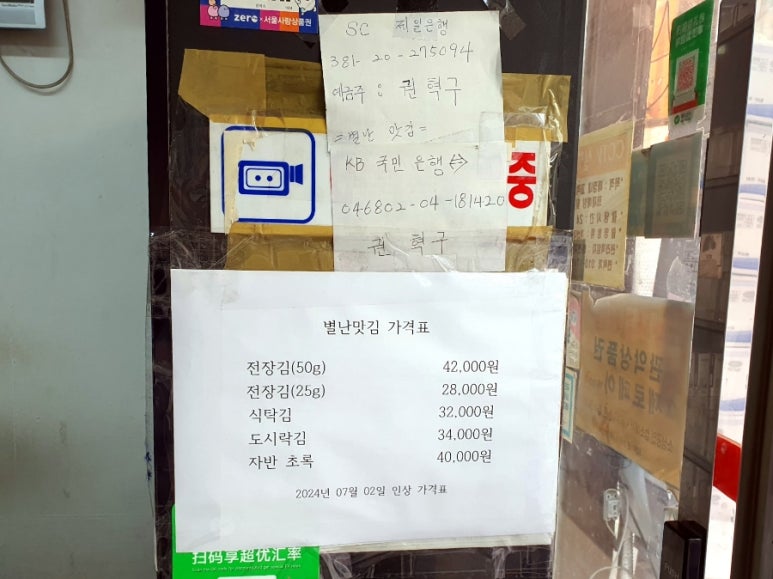 zero × 서울사랑상품권
SC 제일은행
381-20-275094
예금주 : 권혁구
=별난 맛김=
KB 국민은행
046802-04-181420
권혁구
중
별난맛김 가격표
전장김(50g) 42,000원
전장김(25g) 28,000원
식탁김 32,000원
도시락김 34,000원
자반 초록 40,000원
2024년 07월 02일 인상 가격표
扫码享超优汇率